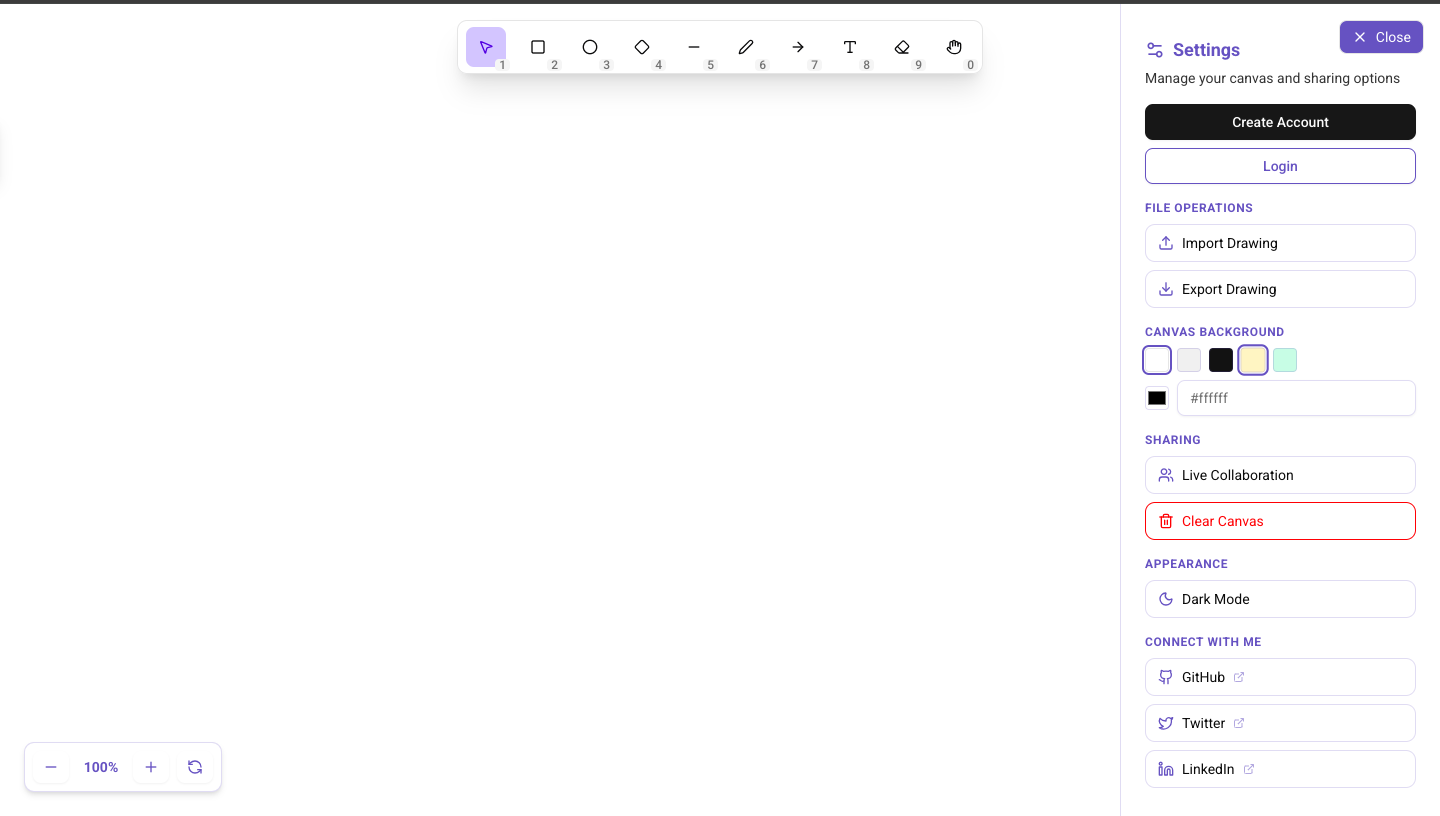 1 2 3 4 5 6 7 8 9 0
Close
Settings
Manage your canvas and sharing options
Create Account
Login
FILE OPERATIONS
Import Drawing
Export Drawing
CANVAS BACKGROUND
#ffffff
SHARING
Live Collaboration
Clear Canvas
APPEARANCE
Dark Mode
CONNECT WITH ME
GitHub
Twitter
LinkedIn
100%